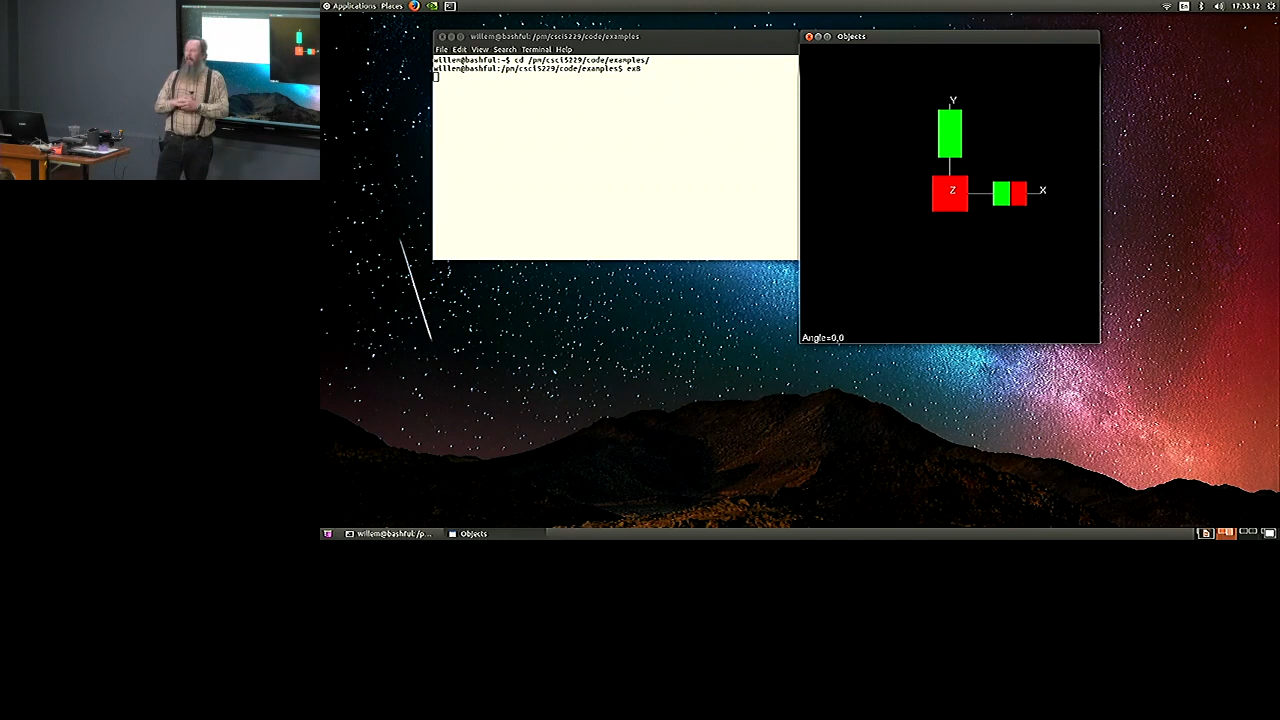 Applications Places
En
17:33:12
willem@bashful: /pm/csci5229/code/examples
File Edit View Search Terminal Help
willem@bashful:~$ cd /pm/csci5229/code/examples/
willem@bashful:/pm/csci5229/code/examples$ ex8
Objects
Y
Z
X
Angle=0,0
willem@bashful: /p...
Objects